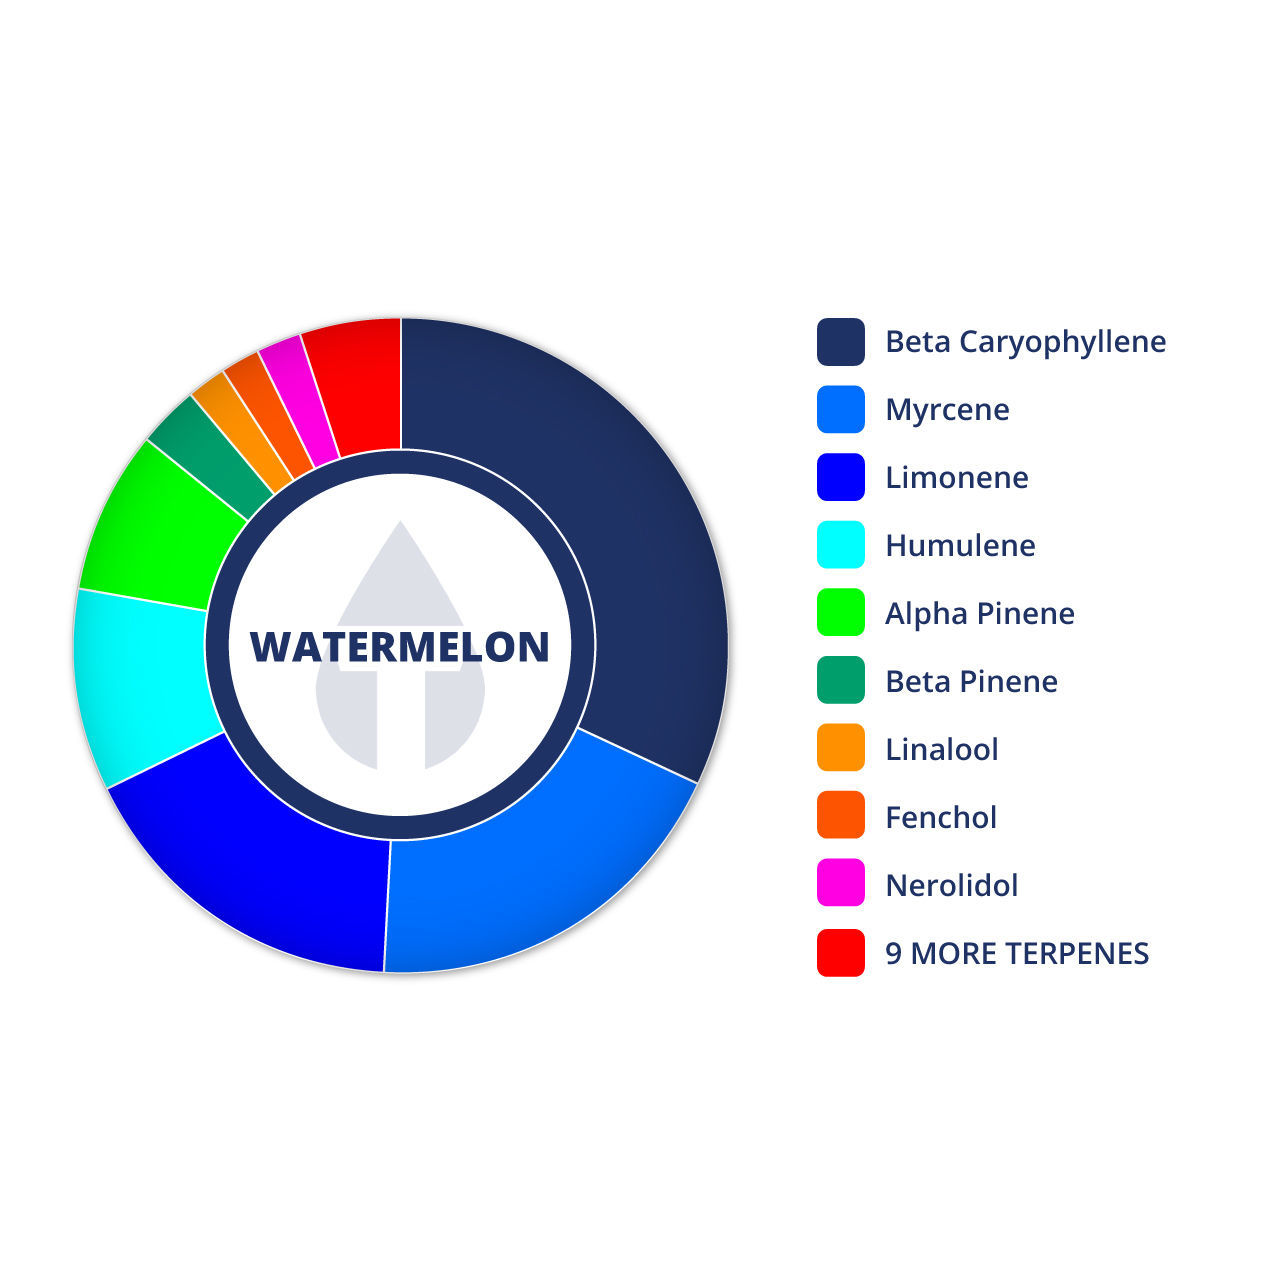 WATERMELON
Beta Caryophyllene
Myrcene
Limonene
Humulene
Alpha Pinene
Beta Pinene
Linalool
Fenchol
Nerolidol
9 MORE TERPENES